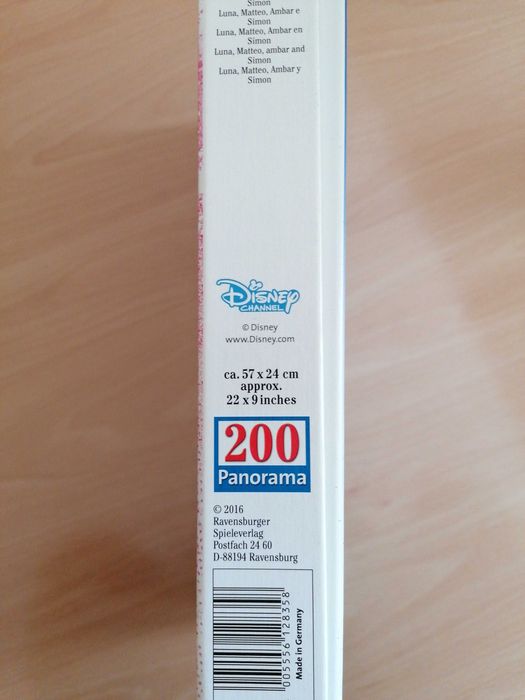 Simon
Luna, Matteo, Ambar e
Simon
Luna, Matteo, Ambar en
Simon
Luna, Matteo, ambar and
Simon
Luna, Matteo, Ambar y
Simon
Disney
CHANNEL
© Disney
www.Disney.com
ca. 57 x 24 cm
approx.
22 x 9 inches
200
Panorama
© 2016
Ravensburger
Spieleverlag
Postfach 24 60
D-88194 Ravensburg
005556"128358"
Made in Germany